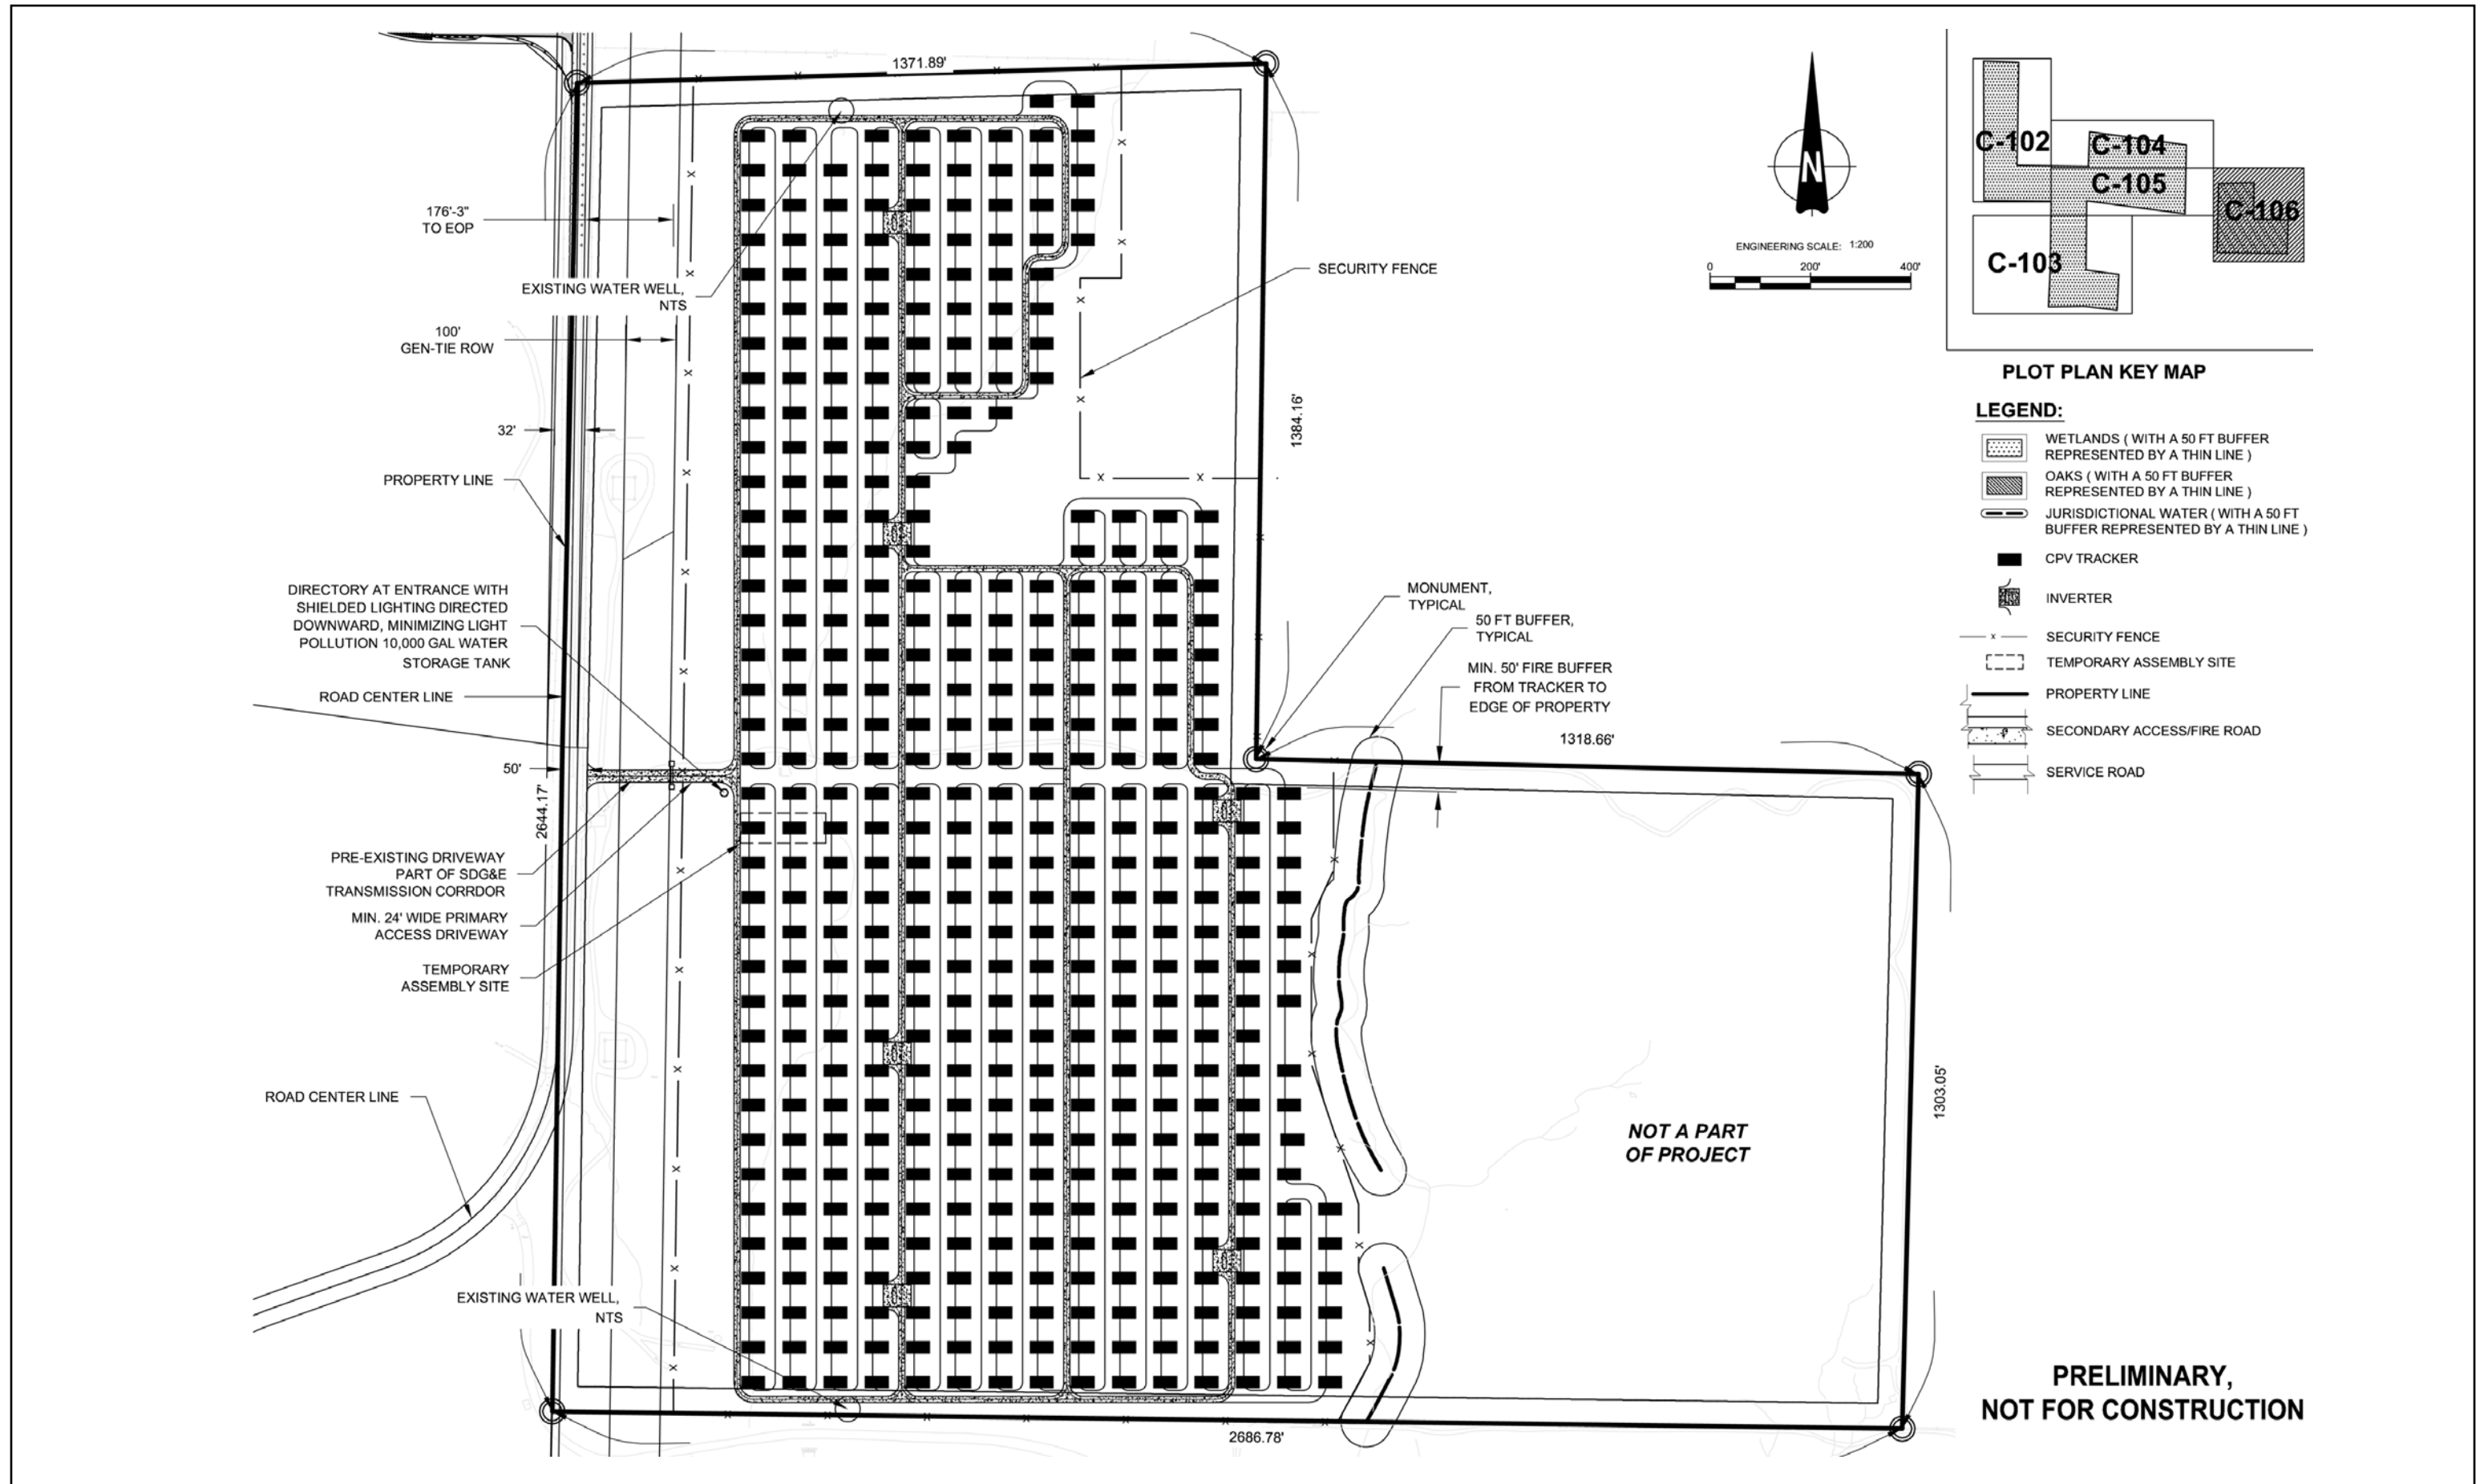 1371.89'
176'-3"
TO EOP
EXISTING WATER WELL,
NTS
100'
GEN-TIE ROW
32'
PROPERTY LINE
DIRECTORY AT ENTRANCE WITH
SHIELDED LIGHTING DIRECTED
DOWNWARD, MINIMIZING LIGHT
POLLUTION 10,000 GAL WATER
STORAGE TANK
ROAD CENTER LINE
50'
2644.17'
PRE-EXISTING DRIVEWAY
PART OF SDG&E
TRANSMISSION CORRDOR
MIN. 24' WIDE PRIMARY
ACCESS DRIVEWAY
TEMPORARY
ASSEMBLY SITE
ROAD CENTER LINE
EXISTING WATER WELL,
NTS
SECURITY FENCE
1384.16'
MONUMENT,
TYPICAL
50 FT BUFFER,
TYPICAL
MIN. 50' FIRE BUFFER
FROM TRACKER TO
EDGE OF PROPERTY
1318.66'
1303.05'
NOT A PART
OF PROJECT
2686.78'
N
ENGINEERING SCALE: 1:200
0 200' 400'
C-102
C-104
C-105
C-106
C-103
PLOT PLAN KEY MAP
LEGEND:
WETLANDS ( WITH A 50 FT BUFFER
REPRESENTED BY A THIN LINE )
OAKS ( WITH A 50 FT BUFFER
REPRESENTED BY A THIN LINE )
JURISDICTIONAL WATER ( WITH A 50 FT
BUFFER REPRESENTED BY A THIN LINE )
CPV TRACKER
INVERTER
SECURITY FENCE
TEMPORARY ASSEMBLY SITE
PROPERTY LINE
SECONDARY ACCESS/FIRE ROAD
SERVICE ROAD
PRELIMINARY,
NOT FOR CONSTRUCTION